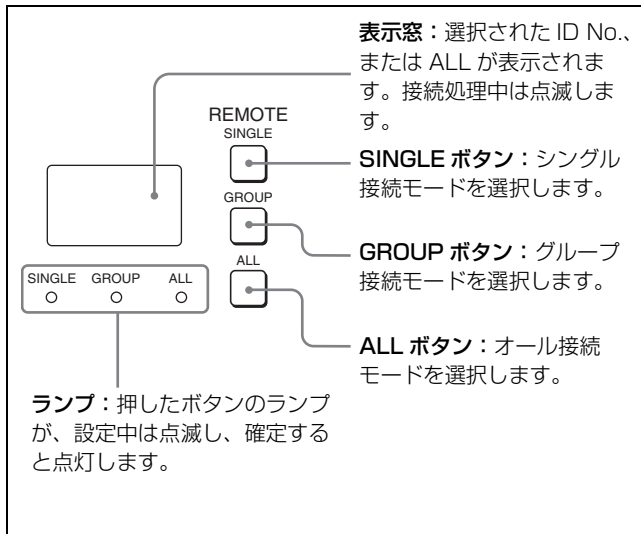 表示窓：選択された ID No.、
または ALL が表示されま
す。接続処理中は点滅しま
す。
REMOTE
SINGLE
SINGLE ボタン：シングル
接続モードを選択します。
GROUP
GROUP ボタン：グループ
接続モードを選択します。
ALL
SINGLE GROUP ALL
ALL ボタン：オール接続
モードを選択します。
ランプ：押したボタンのランプ
が、設定中は点滅し、確定する
と点灯します。